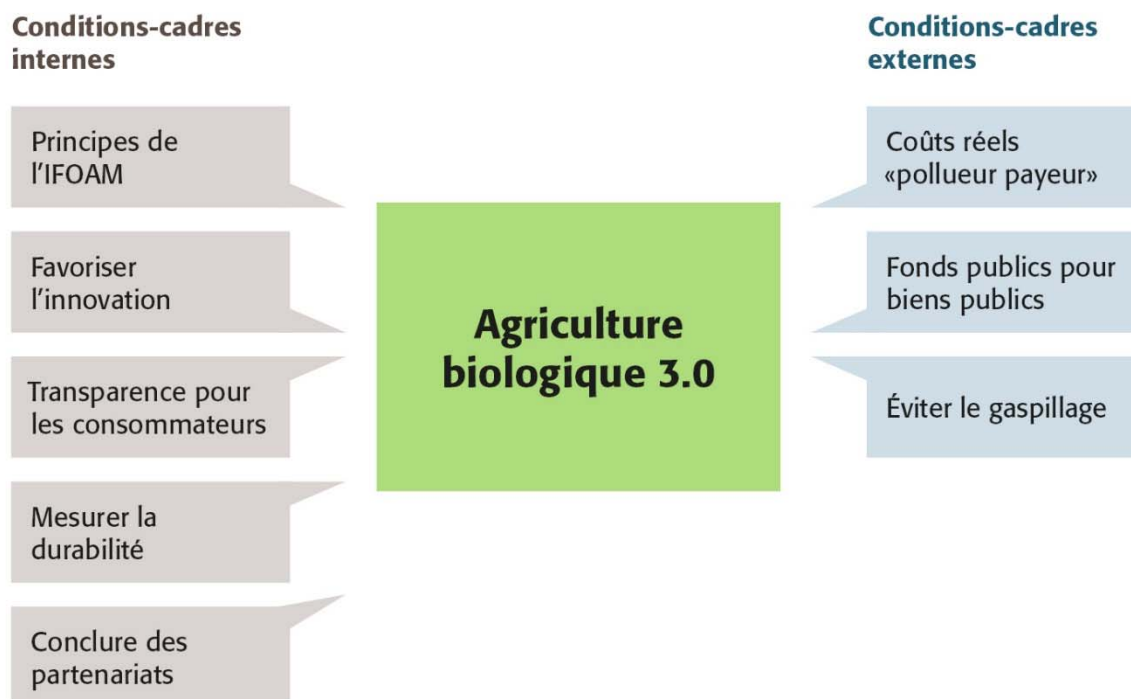 Conditions-cadres
internes
Principes de
l’IFOAM
Favoriser
l’innovation
Transparence pour
les consommateurs
Mesurer la
durabilité
Conclure des
partenariats
Agriculture
biologique 3.0
Conditions-cadres
externes
Coûts réels
«pollueur payeur»
Fonds publics pour
biens publics
Éviter le gaspillage